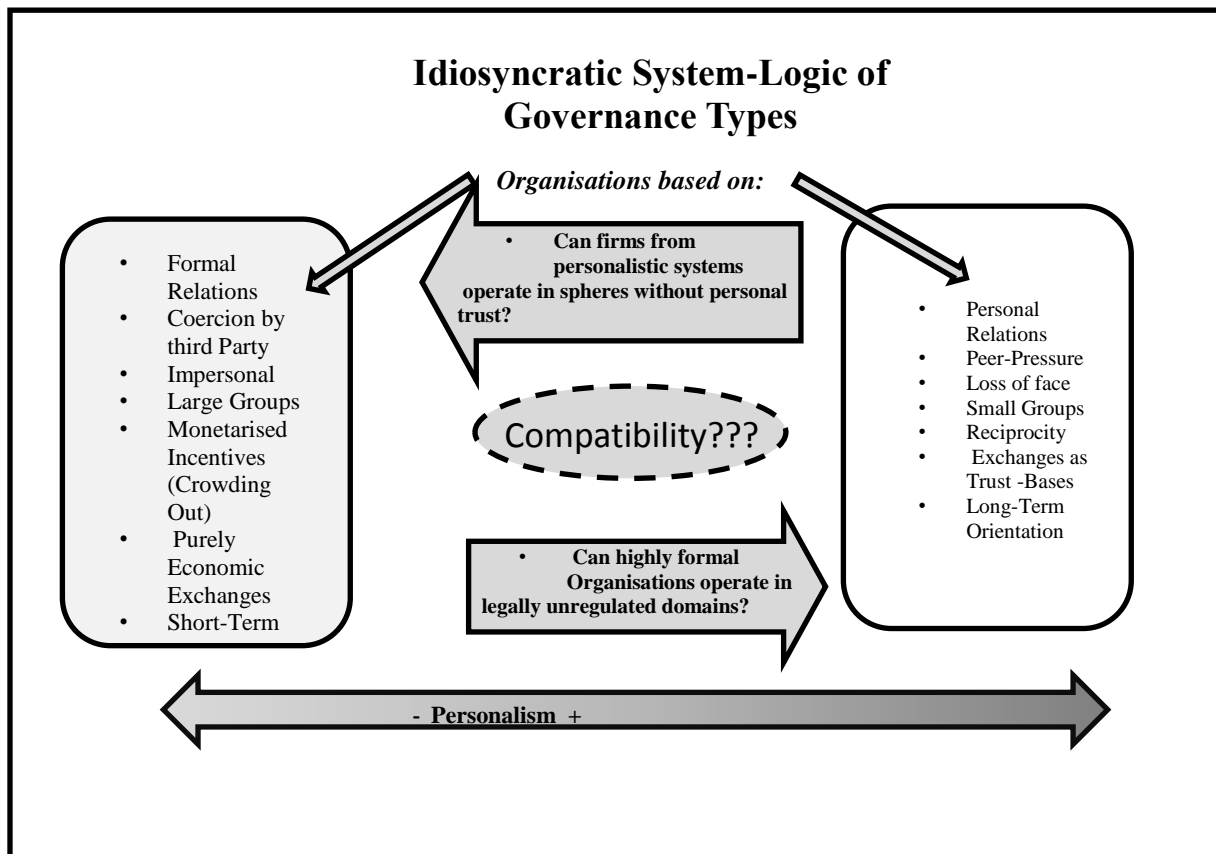 Idiosyncratic System-Logic of
Governance Types
Organisations based on:
• Formal
Relations
• Coercion by
third Party
• Impersonal
• Large Groups
• Monetarised
Incentives
(Crowding
Out)
• Purely
Economic
Exchanges
• Short-Term
• Can firms from
personalistic systems
operate in spheres without personal
trust?
Compatibility???
• Can highly formal
Organisations operate in
legally unregulated domains?
• Personal
Relations
• Peer-Pressure
• Loss of face
• Small Groups
• Reciprocity
• Exchanges as
Trust -Bases
• Long-Term
Orientation
- Personalism +